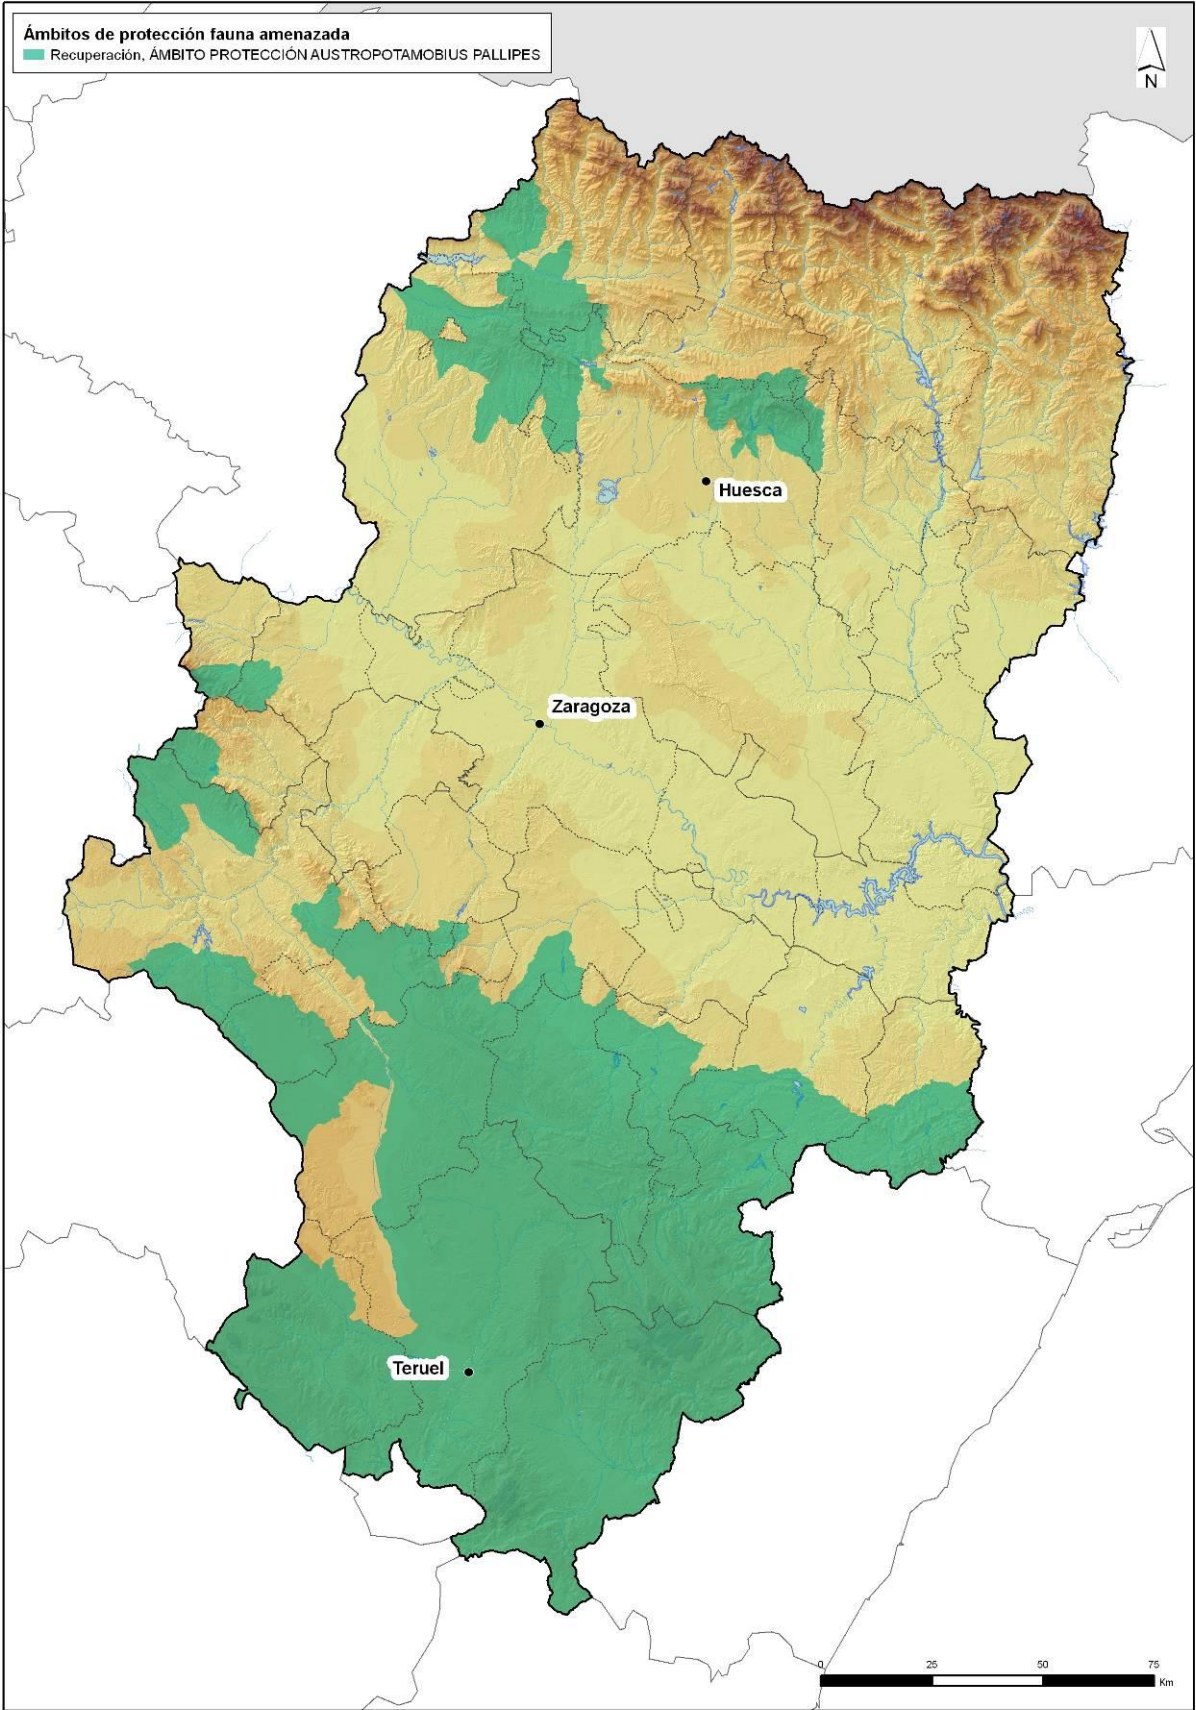 Ámbitos de protección fauna amenazada
Recuperación, ÁMBITO PROTECCIÓN AUSTROPOTAMOBIUS PALLIPES
N
Huesca
Zaragoza
Teruel
0 25 50 75
Km